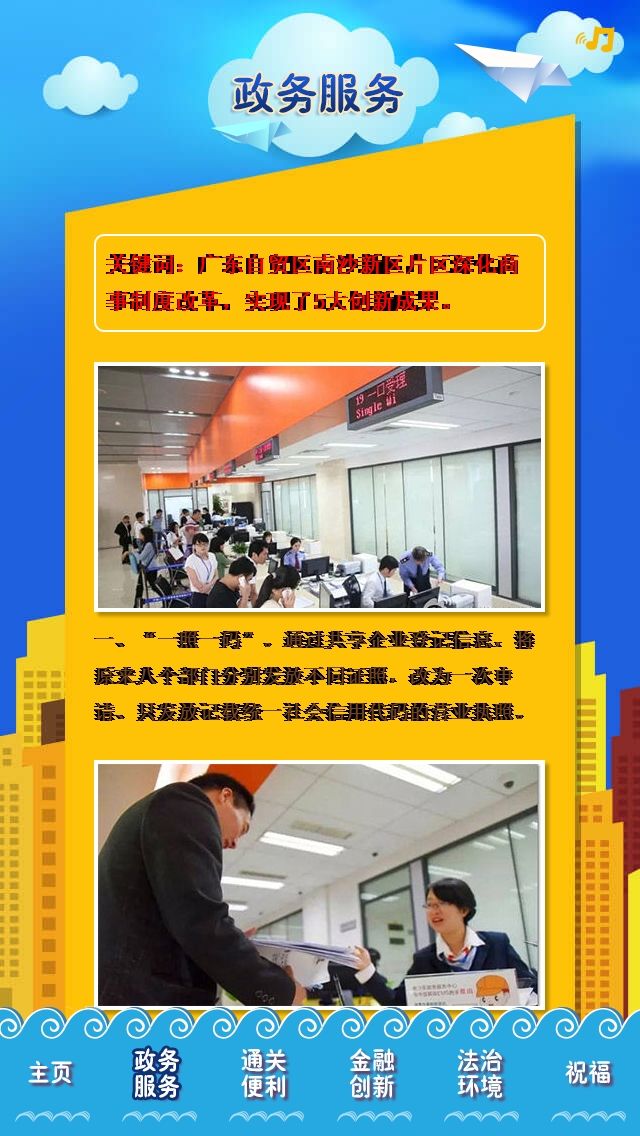 政务服务
关键词：广东自贸区南沙新区片区深化商
事制度改革，实现了5大创新成果。
19 一口受理
Single Wi
一、“一照一码”。通过共享企业登记信息，将
原来八个部门分别发放不同证照，改为一次申
请、只发放记载统一社会信用代码的营业执照。
主页
政务
服务
通关
便利
金融
创新
法治
环境
祝福